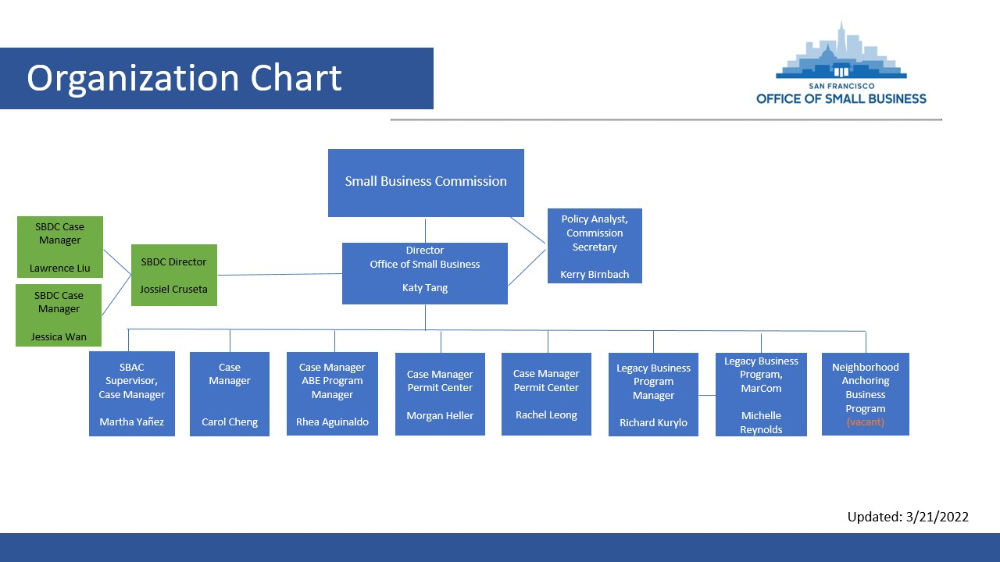 Organization Chart
SAN FRANCISCO
OFFICE OF SMALL BUSINESS
Small Business Commission
Policy Analyst,
Commission
Secretary
Kerry Birnbach
Director
Office of Small Business
Katy Tang
SBDC Case
Manager
Lawrence Liu
SBDC Director
Jossiel Cruseta
SBDC Case
Manager
Jessica Wan
SBAC
Supervisor,
Case Manager
Martha Yañez
Case
Manager
Carol Cheng
Case Manager
ABE Program
Manager
Rhea Aguinaldo
Case Manager
Permit Center
Morgan Heller
Case Manager
Permit Center
Rachel Leong
Legacy Business
Program
Manager
Richard Kurylo
Legacy Business
Program,
MarCom
Michelle
Reynolds
Neighborhood
Anchoring
Business
Program
(vacant)
Updated: 3/21/2022